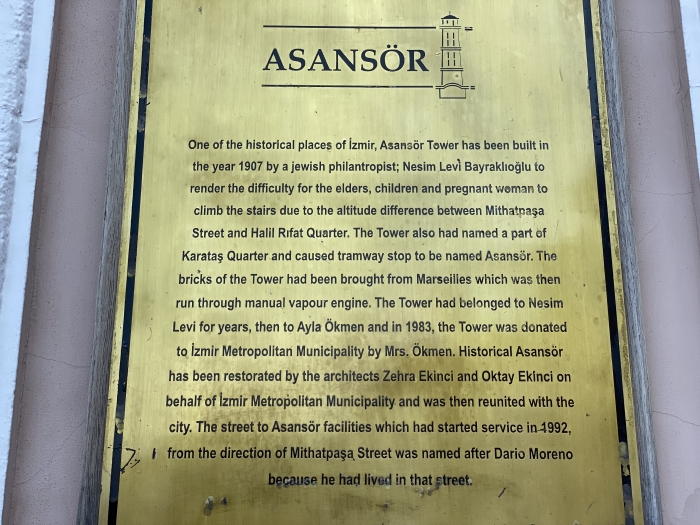 ASANSÖR
One of the historical places of İzmir, Asansör Tower has been built in
the year 1907 by a jewish philantropist; Nesim Levi Bayraklıoğlu to
render the difficulty for the elders, children and pregnant woman to
climb the stairs due to the altitude difference between Mithatpaşa
Street and Halil Rıfat Quarter. The Tower also had named a part of
Karataş Quarter and caused tramway stop to be named Asansör. The
bricks of the Tower had been brought from Marseilles which was then
run through manual vapour engine. The Tower had belonged to Nesim
Levi for years, then to Ayla Ökmen and in 1983, the Tower was donated
to İzmir Metropolitan Municipality by Mrs. Ökmen. Historical Asansör
has been restorated by the architects Zehra Ekinci and Oktay Ekinci on
behalf of İzmir Metropolitan Municipality and was then reunited with the
city. The street to Asansör facilities which had started service in 1992,
from the direction of Mithatpaşa Street was named after Dario Moreno
because he had lived in that street.